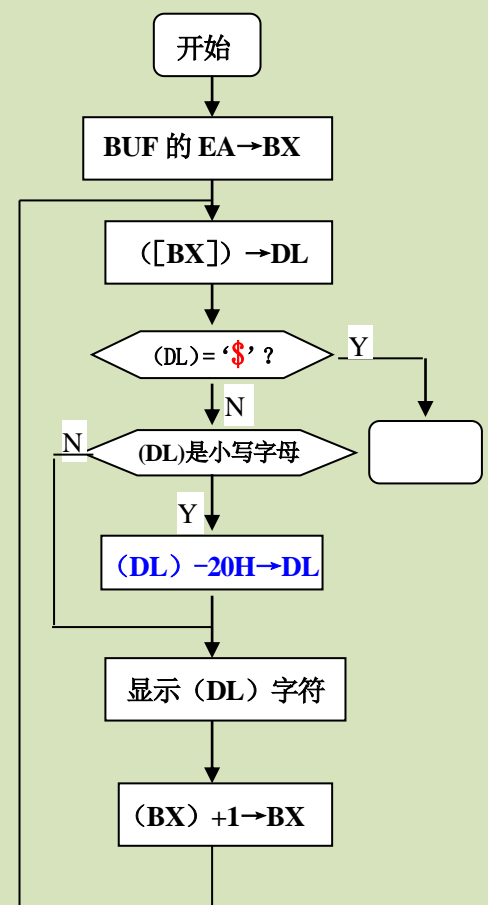 开始
BUF 的 EA→BX
（[BX]）→DL
（DL）= ‘$’ ？
Y
N
(DL)是小写字母
N
Y
（DL）-20H→DL
显示（DL）字符
（BX）+1→BX